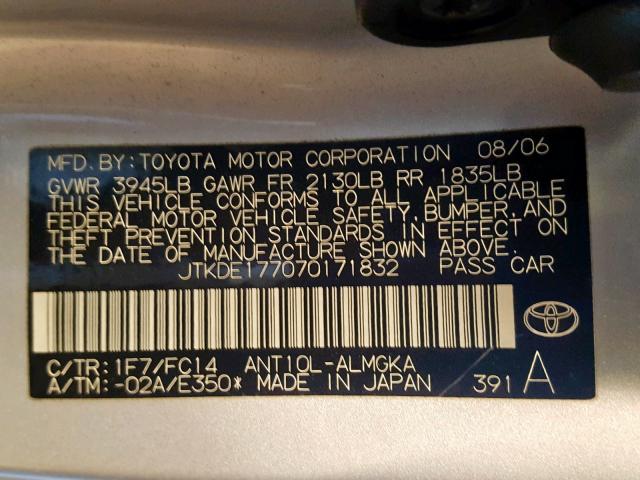 MFD. BY: TOYOTA MOTOR CORPORATION 08/06
GVWR 3945LB GAWR FR 2130LB RR 1835LB
THIS VEHICLE CONFORMS TO ALL APPLICABLE
FEDERAL MOTOR VEHICLE SAFETY, BUMPER, AND
THEFT PREVENTION STANDARDS IN EFFECT ON
THE DATE OF MANUFACTURE SHOWN ABOVE.
JTKDE177070171832 PASS CAR
C/TR: 1F7/FC14 ANT10L-ALMGKA
A/TM: -02A/E350* MADE IN JAPAN 391 A